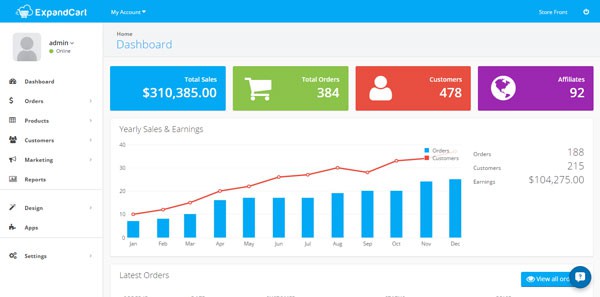 ExpandCart
My Account
Store Front
admin
Online
Home
Dashboard
Dashboard
Orders
Products
Customers
Marketing
Reports
Design
Apps
Settings
Total Sales
$310,385.00
Total Orders
384
Customers
478
Affiliates
92
Yearly Sales & Earnings
40
30
20
10
0
Jan Feb Mar Apr May Jun Jul Aug Sep Oct Nov Dec
Orders
Customers
Orders 188
Customers 215
Earnings $104,275.00
Latest Orders
View all
?